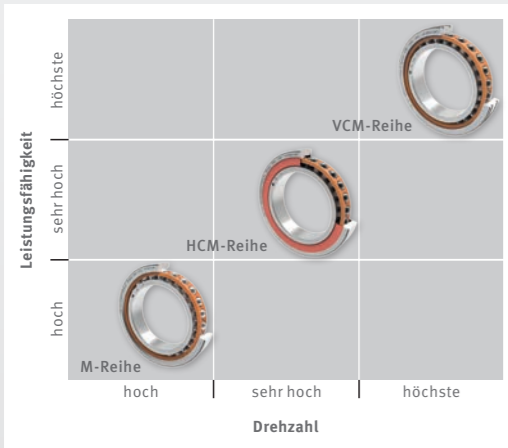 höchste
VCM-Reihe
Leistungsfähigkeit
sehr hoch
HCM-Reihe
hoch
M-Reihe
hoch
sehr hoch
höchste
Drehzahl